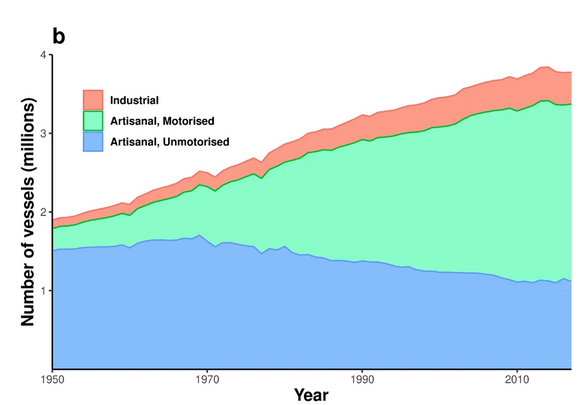 b
4
3
2
1
Number of vessels (millions)
Industrial
Artisanal, Motorised
Artisanal, Unmotorised
1950
1970
1990
2010
Year